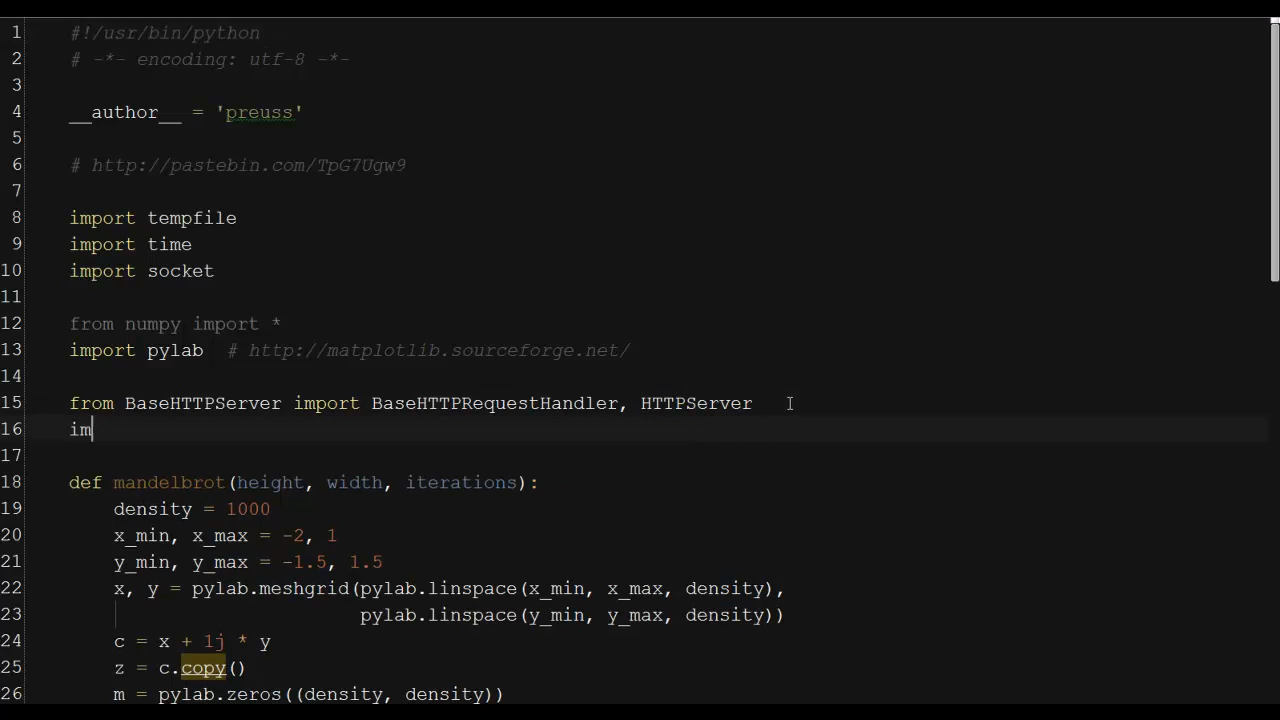 1 #!/usr/bin/python
2 # -*- encoding: utf-8 -*-
3
4 __author__ = 'preuss'
5
6 # http://pastebin.com/TpG7Ugw9
7
8 import tempfile
9 import time
10 import socket
11
12 from numpy import *
13 import pylab  # http://matplotlib.sourceforge.net/
14
15 from BaseHTTPServer import BaseHTTPRequestHandler, HTTPServer
16 im
17
18 def mandelbrot(height, width, iterations):
19     density = 1000
20     x_min, x_max = -2, 1
21     y_min, y_max = -1.5, 1.5
22     x, y = pylab.meshgrid(pylab.linspace(x_min, x_max, density),
23                           pylab.linspace(y_min, y_max, density))
24     c = x + 1j * y
25     z = c.copy()
26     m = pylab.zeros((density, density))